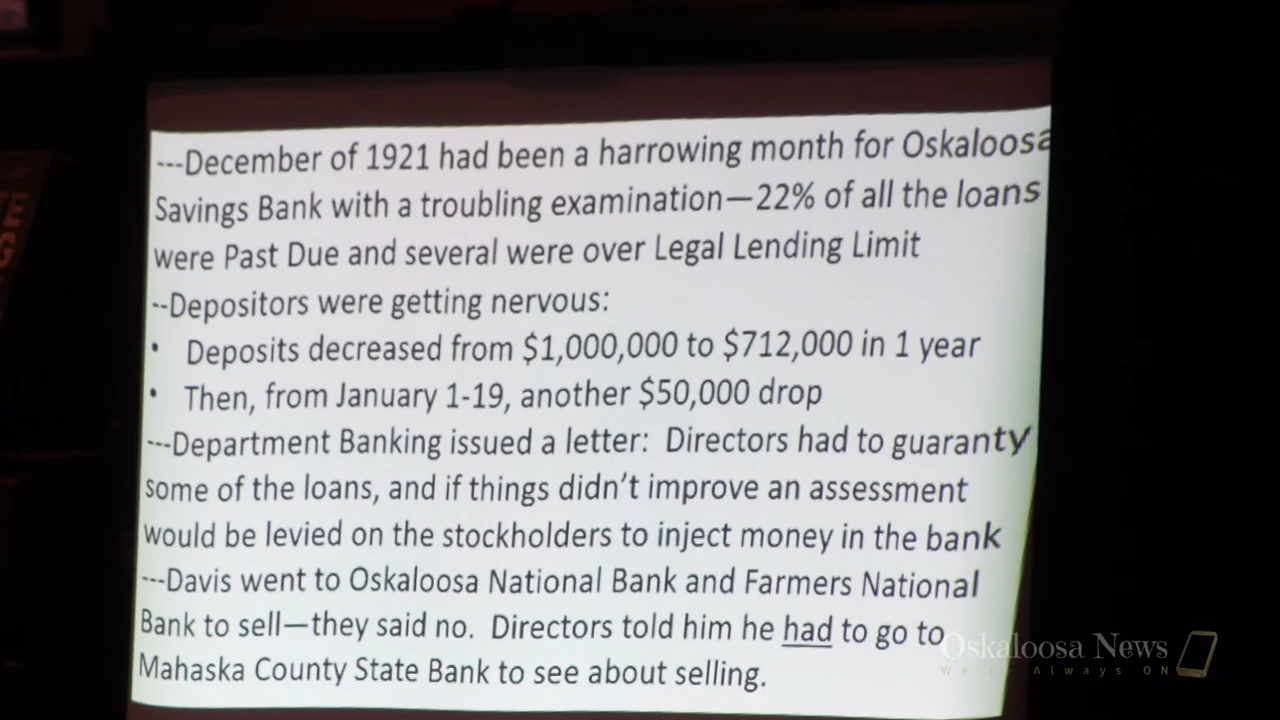 ---December of 1921 had been a harrowing month for Oskaloosa
Savings Bank with a troubling examination—22% of all the loans
were Past Due and several were over Legal Lending Limit
--Depositors were getting nervous:
• Deposits decreased from $1,000,000 to $712,000 in 1 year
• Then, from January 1-19, another $50,000 drop
---Department Banking issued a letter:  Directors had to guaranty
some of the loans, and if things didn't improve an assessment
would be levied on the stockholders to inject money in the bank
---Davis went to Oskaloosa National Bank and Farmers National
Bank to sell—they said no.  Directors told him he had to go to
Mahaska County State Bank to see about selling.
Oskaloosa News
We're Always ON